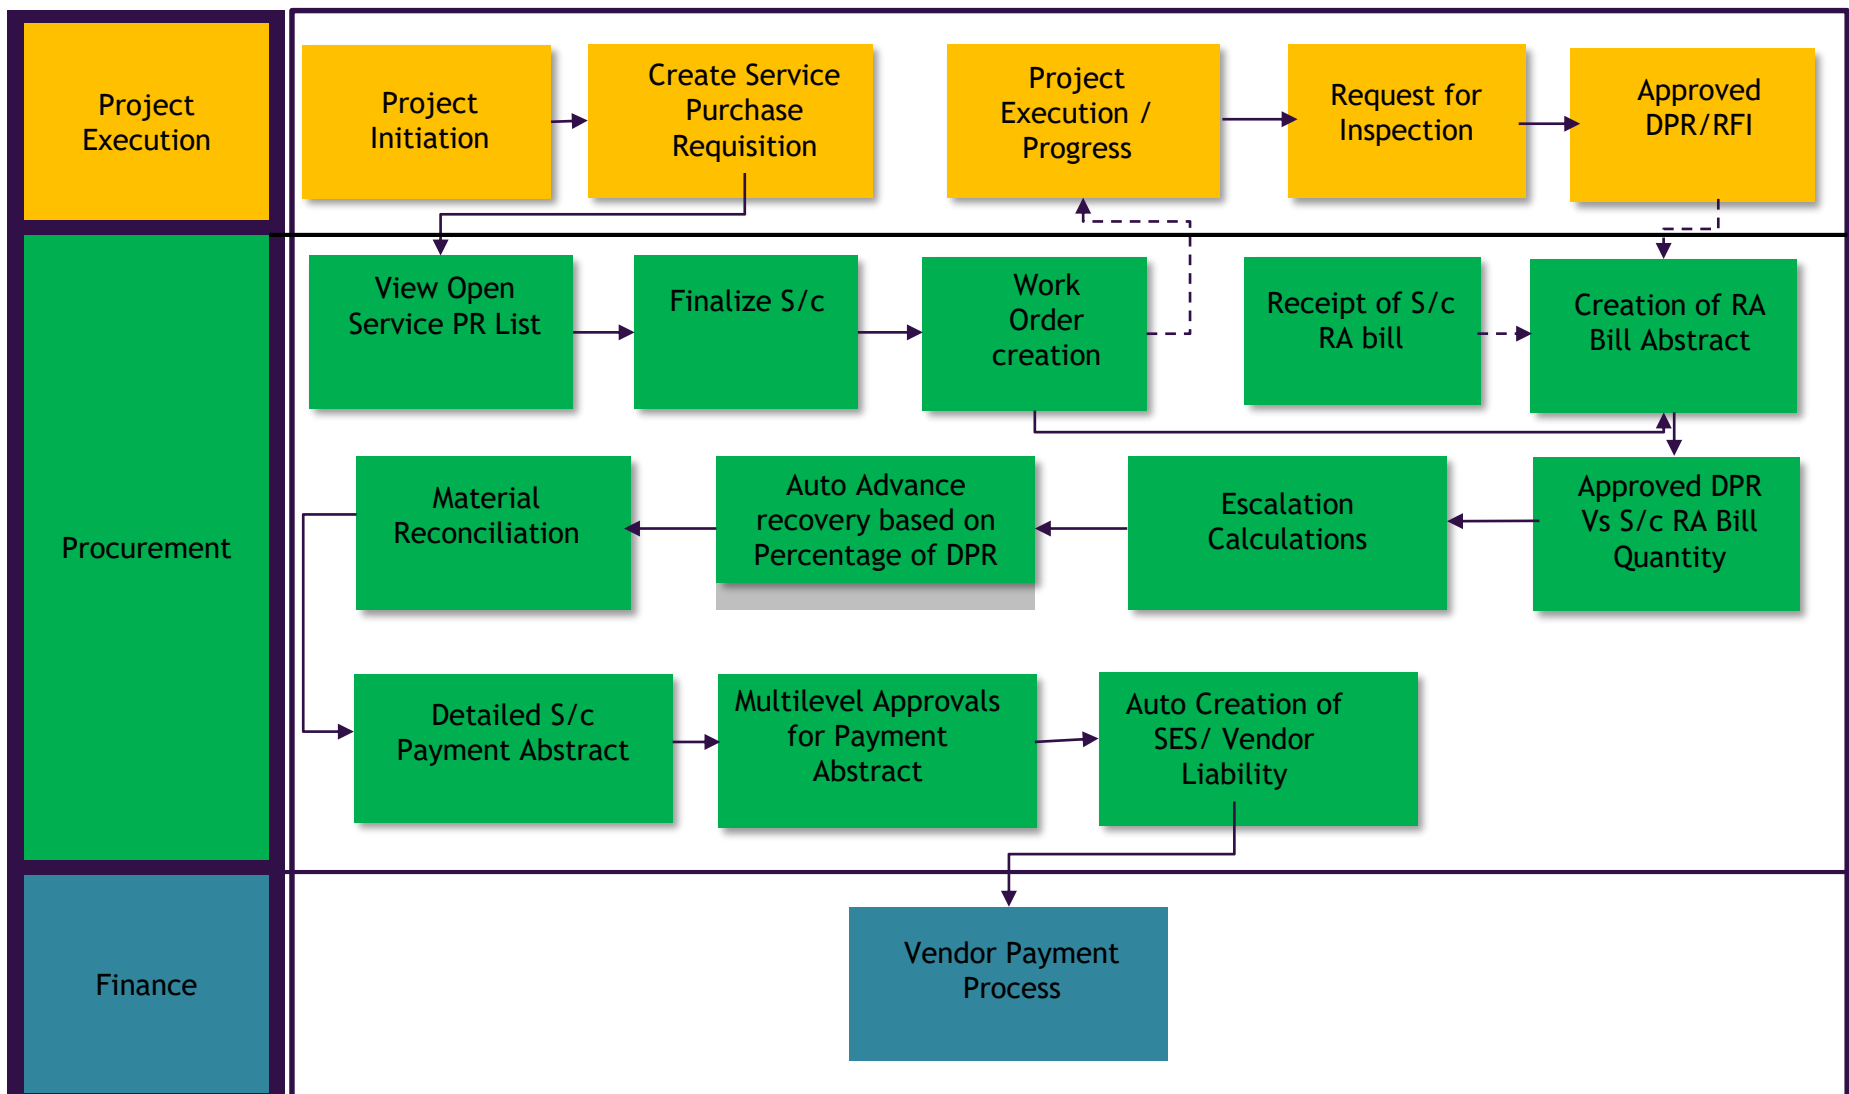 Project
Execution
Project
Initiation
Create Service
Purchase
Requisition
Project
Execution /
Progress
Request for
Inspection
Approved
DPR/RFI
Procurement
View Open
Service PR List
Finalize S/c
Work
Order
creation
Receipt of S/c
RA bill
Creation of RA
Bill Abstract
Material
Reconciliation
Auto Advance
recovery based on
Percentage of DPR
Escalation
Calculations
Approved DPR
Vs S/c RA Bill
Quantity
Detailed S/c
Payment Abstract
Multilevel Approvals
for Payment
Abstract
Auto Creation of
SES/ Vendor
Liability
Finance
Vendor Payment
Process